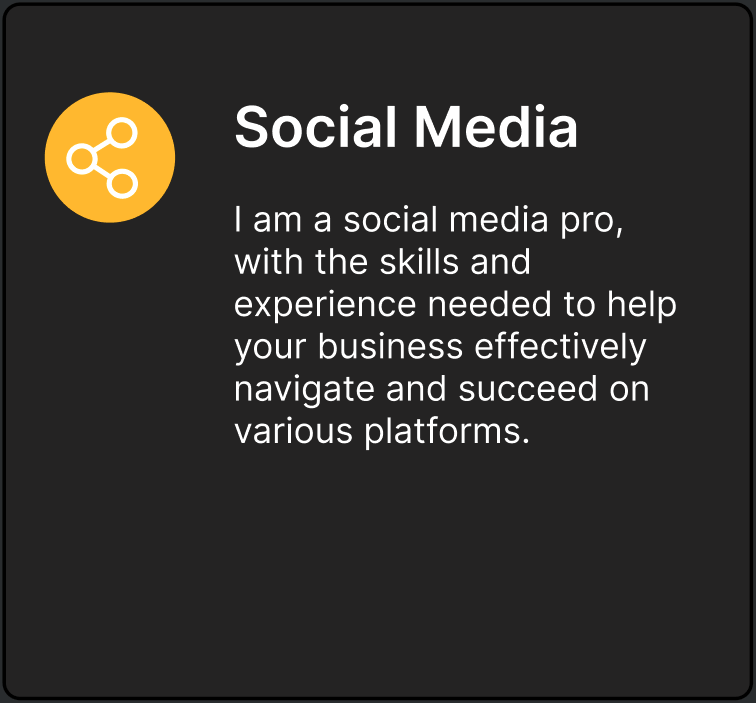 Social Media
I am a social media pro,
with the skills and
experience needed to help
your business effectively
navigate and succeed on
various platforms.